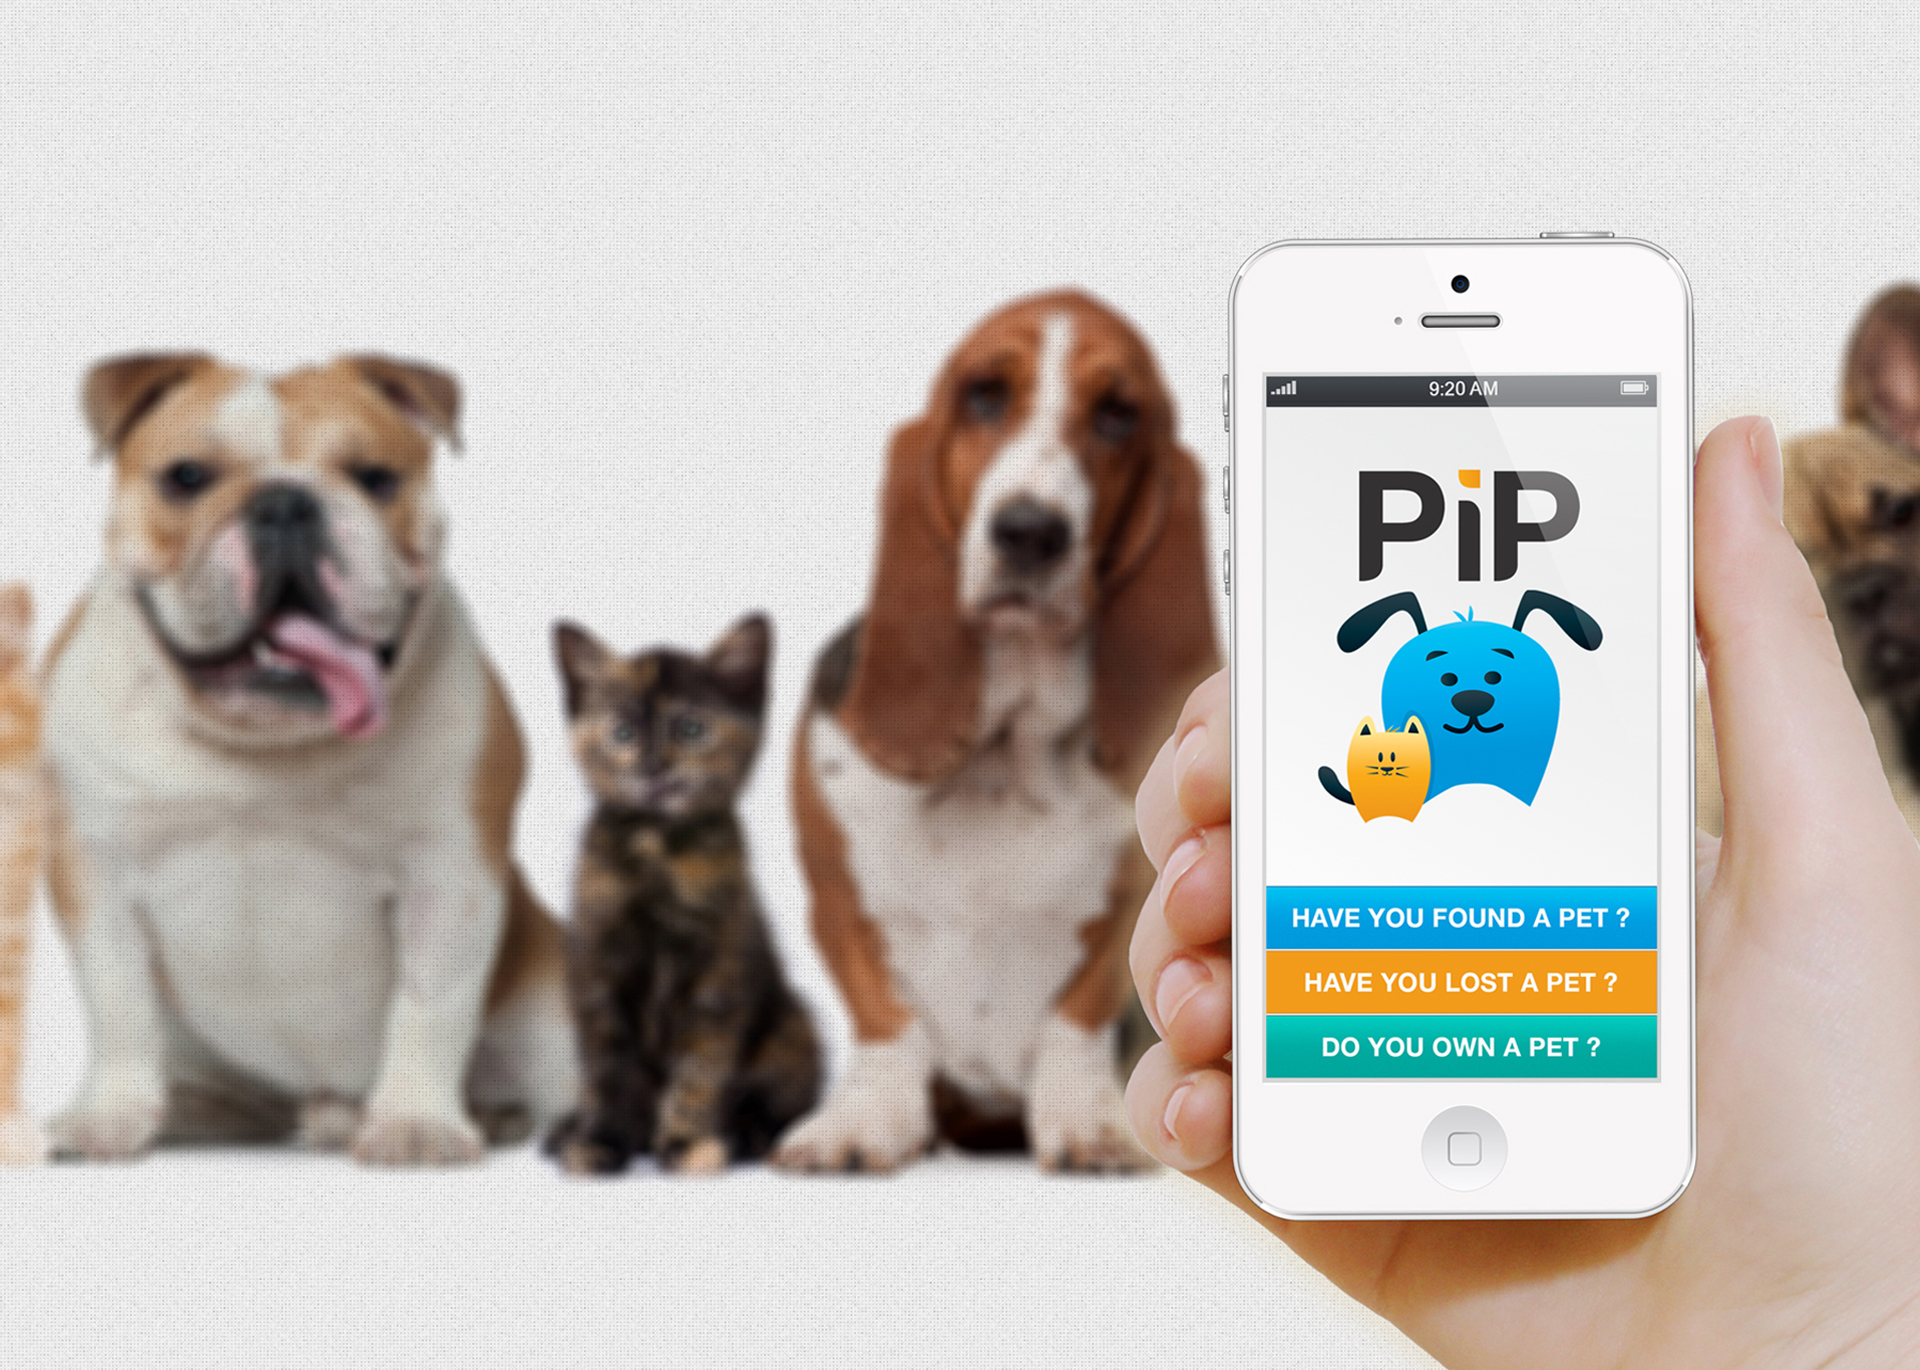 9:20 AM
PiP
HAVE YOU FOUND A PET ?
HAVE YOU LOST A PET ?
DO YOU OWN A PET ?